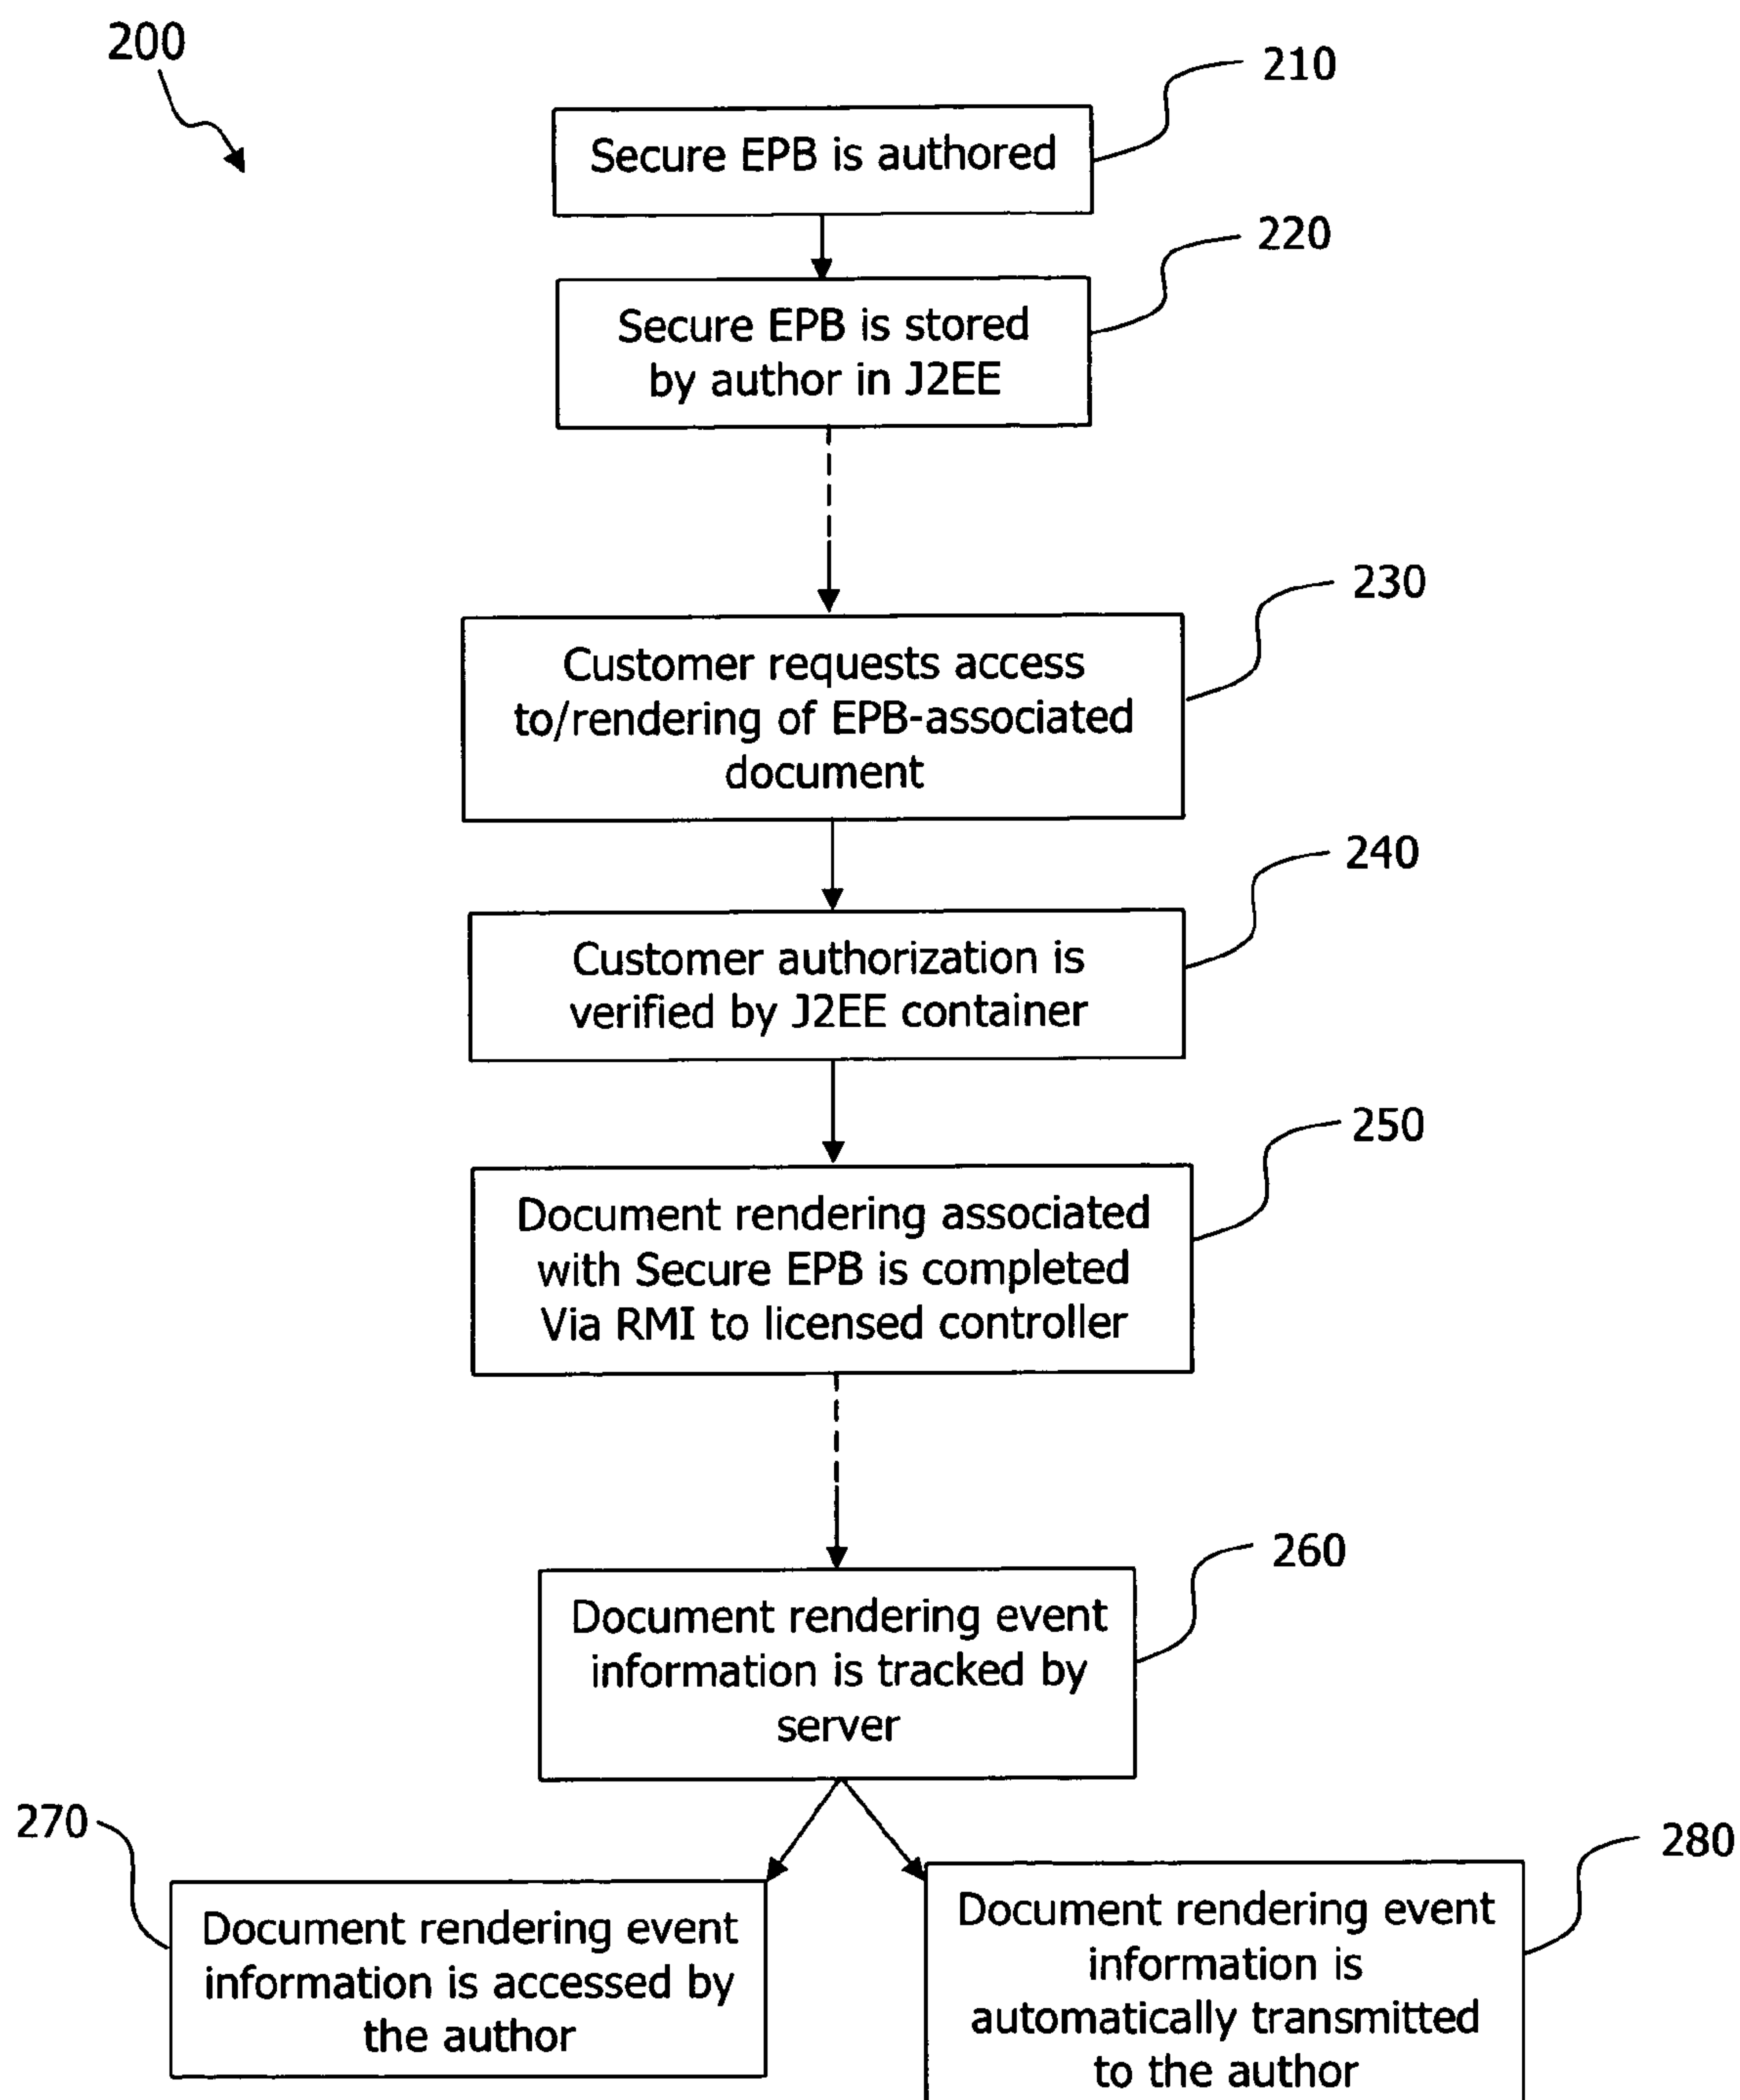 200
210
Secure EPB is authored
220
Secure EPB is stored
by author in J2EE
230
Customer requests access
to/rendering of EPB-associated
document
240
Customer authorization is
verified by J2EE container
250
Document rendering associated
with Secure EPB is completed
Via RMI to licensed controller
260
Document rendering event
information is tracked by
server
270
Document rendering event
information is accessed by
the author
280
Document rendering event
information is
automatically transmitted
to the author